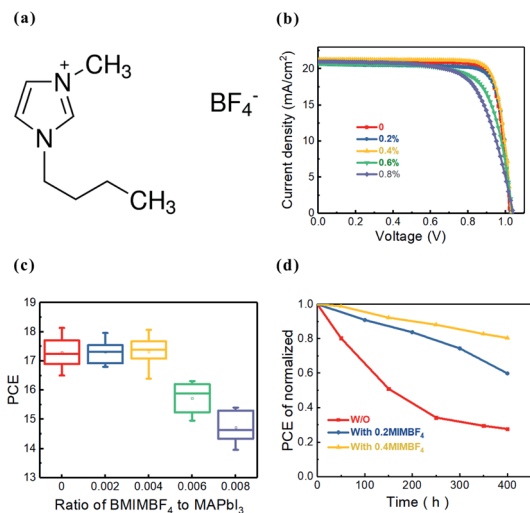 (a)
CH₃
N
+
N
CH₃
BF₄⁻
(b)
Current density (mA/cm²)
20
15
10
5
0
0
0.2%
0.4%
0.6%
0.8%
0.0 0.2 0.4 0.6 0.8 1.0
Voltage (V)
(c)
PCE
19
18
17
16
15
14
13
0 0.002 0.004 0.006 0.008
Ratio of BMIMBF₄ to MAPbI₃
(d)
PCE of normalized
1.0
0.8
0.6
0.4
0.2
0.0
W/O
With 0.2MIMBF₄
With 0.4MIMBF₄
0 100 200 300 400
Time ( h )